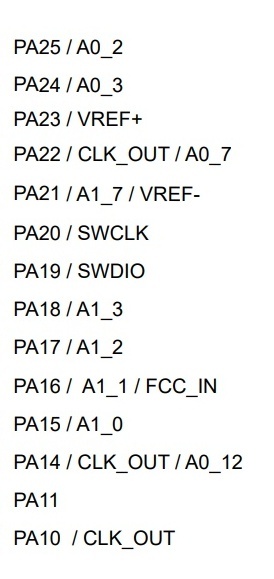 PA25 / A0_2
PA24 / A0_3
PA23 / VREF+
PA22 / CLK_OUT / A0_7
PA21 / A1_7 / VREF-
PA20 / SWCLK
PA19 / SWDIO
PA18 / A1_3
PA17 / A1_2
PA16 / A1_1 / FCC_IN
PA15 / A1_0
PA14 / CLK_OUT / A0_12
PA11
PA10 / CLK_OUT